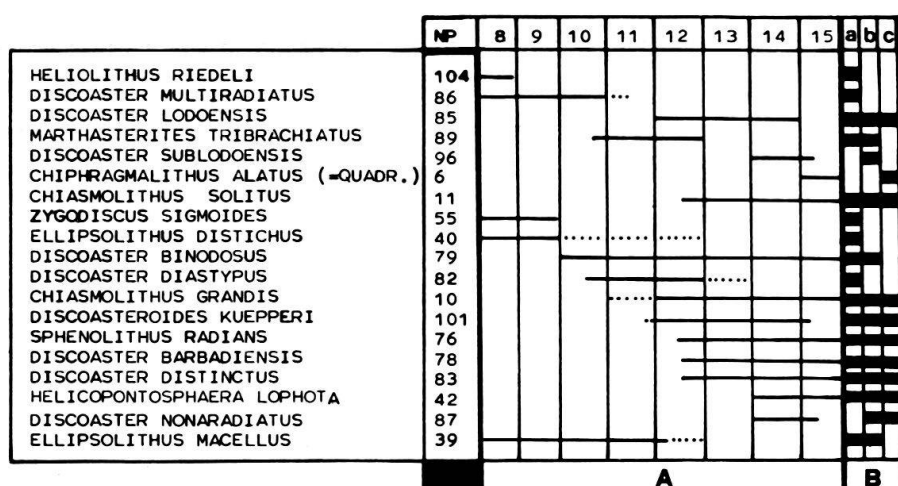 NP 8 9 10 11 12 13 14 15 a b c
HELIOLITHUS RIEDELI 104
DISCOASTER MULTIRADIATUS 86
DISCOASTER LODOENSIS 85
MARTHASTERITES TRIBRACHIATUS 89
DISCOASTER SUBLODOENSIS 96
CHIPHRAGMALITHUS ALATUS (=QUADR.) 6
CHIASMOLITHUS SOLITUS 11
ZYGODISCUS SIGMOIDES 55
ELLIPSOLITHUS DISTICHUS 40
DISCOASTER BINODOSUS 79
DISCOASTER DIASTYPUS 82
CHIASMOLITHUS GRANDIS 10
DISCOASTEROIDES KUEPPERI 101
SPHENOLITHUS RADIANS 76
DISCOASTER BARBADIENSIS 78
DISCOASTER DISTINCTUS 83
HELICOPONTOSPHAERA LOPHOTA 42
DISCOASTER NONARADIATUS 87
ELLIPSOLITHUS MACELLUS 39
A B